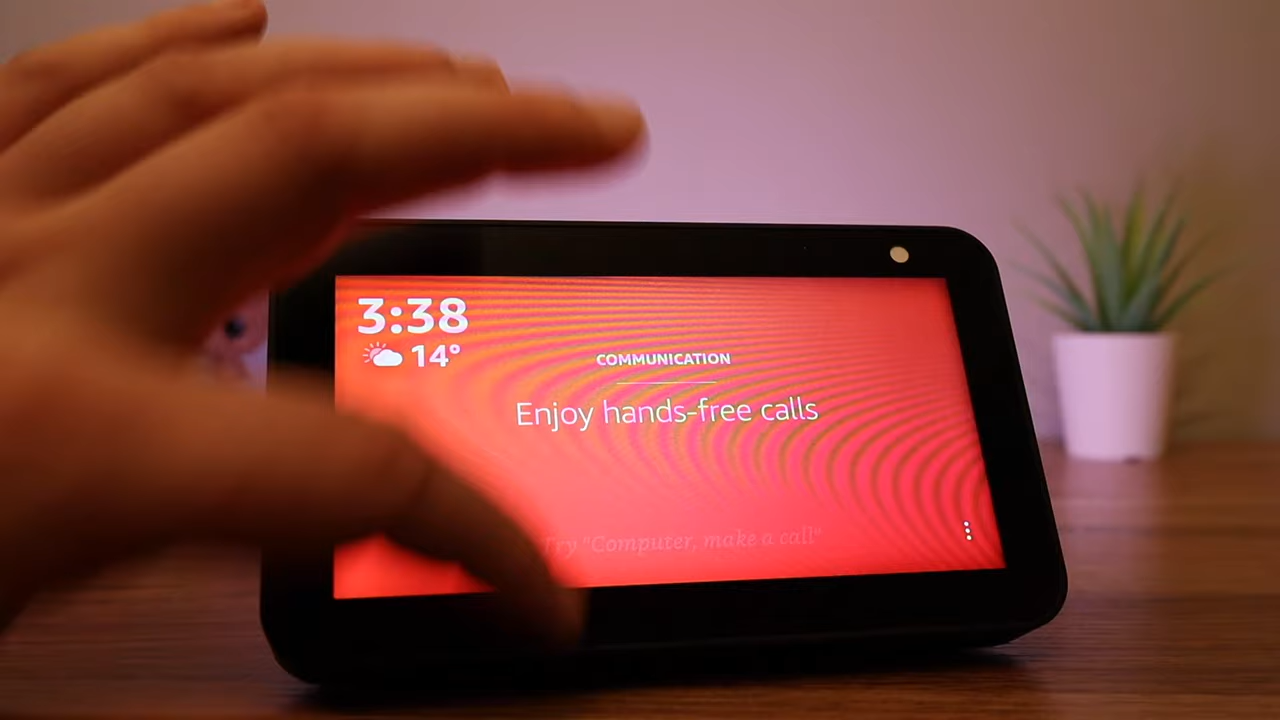 3:38
14°
COMMUNICATION
Enjoy hands-free calls
Try "Computer, make a call"